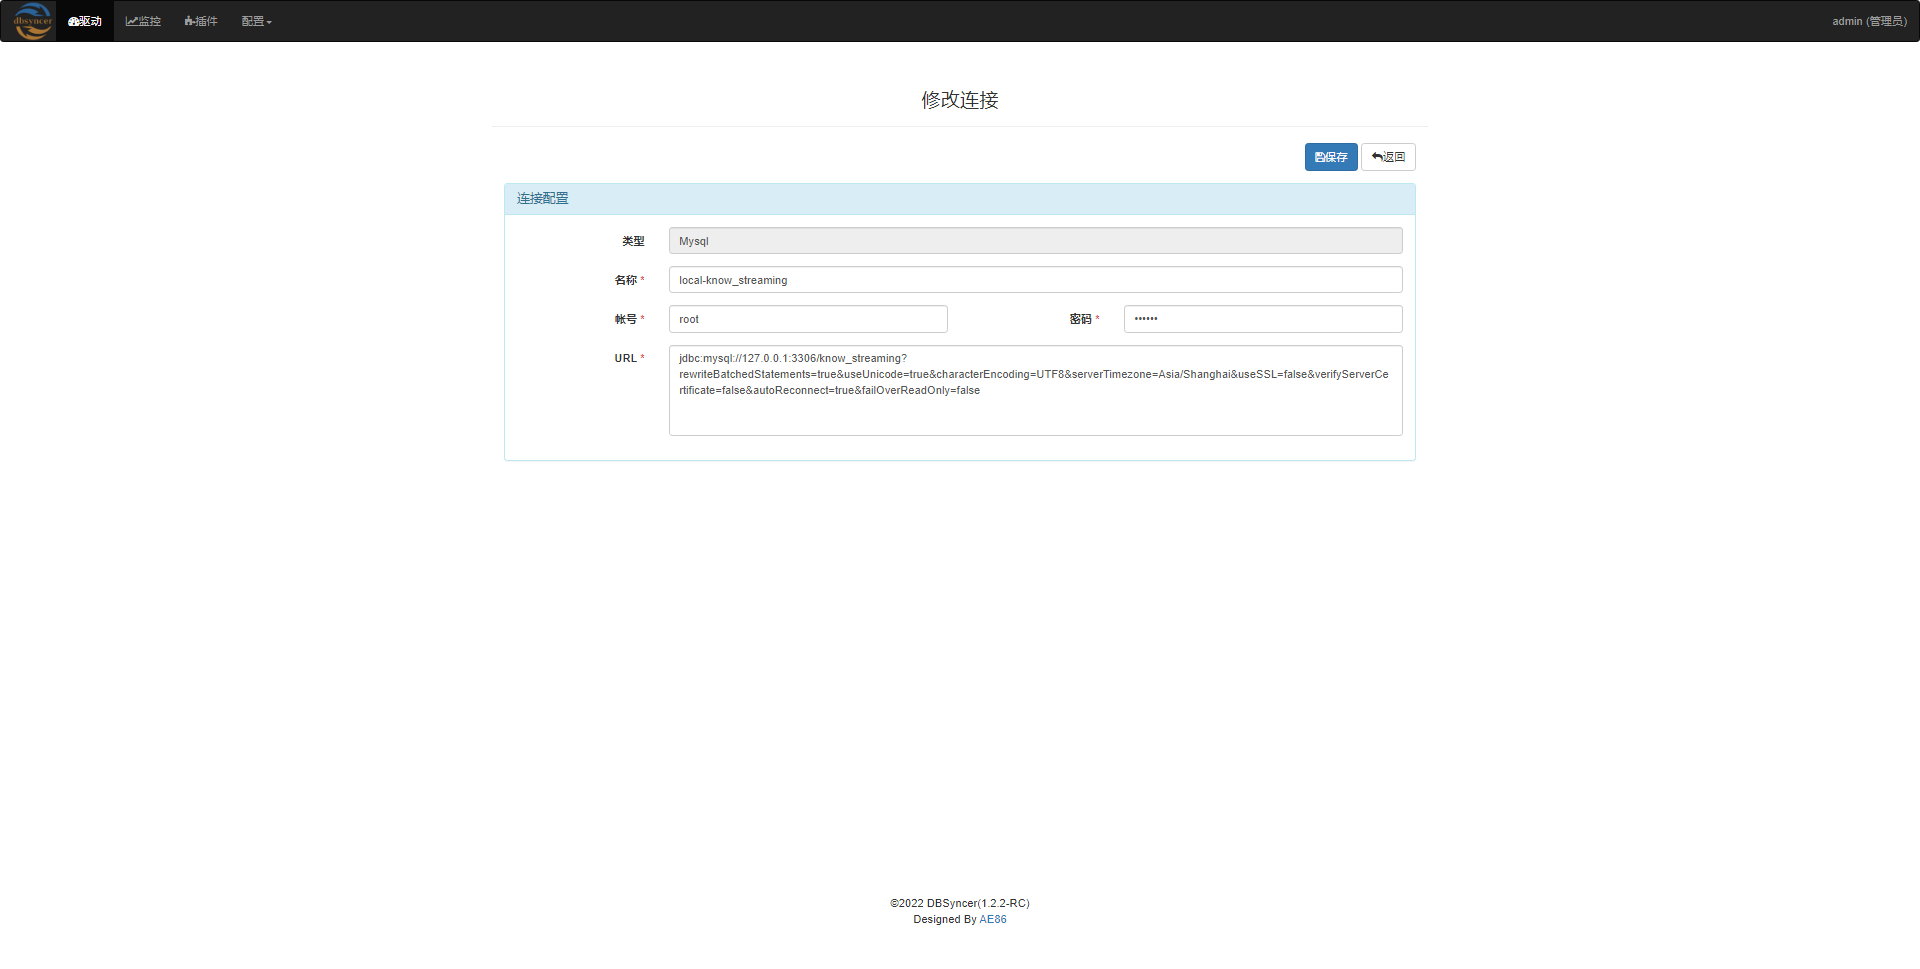 dbsyncer 驱动 监控 插件 配置 admin (管理员)
修改连接
保存 返回
连接配置
类型 Mysql
名称 * local-know_streaming
帐号 * root 密码 * ••••••
URL * jdbc:mysql://127.0.0.1:3306/know_streaming?
rewriteBatchedStatements=true&useUnicode=true&characterEncoding=UTF8&serverTimezone=Asia/Shanghai&useSSL=false&verifyServerCe
rtificate=false&autoReconnect=true&failOverReadOnly=false
©2022 DBSyncer(1.2.2-RC)
Designed By AE86